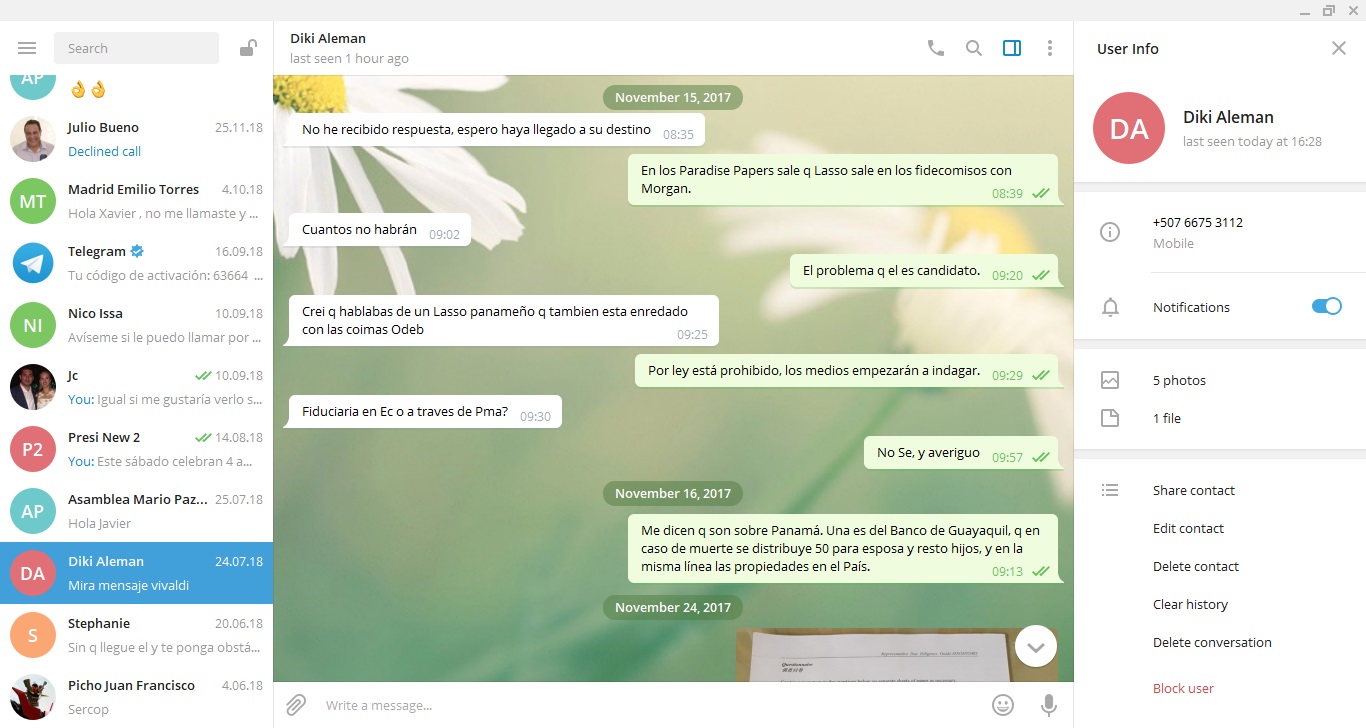 Search
AP
👌👌
Julio Bueno
25.11.18
Declined call
MT
Madrid Emilio Torres
4.10.18
Hola Xavier , no me llamaste y ...
Telegram
16.09.18
Tu código de activación: 63664 ...
NI
Nico Issa
10.09.18
Avíseme si le puedo llamar por ...
Jc
10.09.18
You: Igual si me gustaría verlo s...
P2
Presi New 2
14.08.18
You: Este sábado celebran 4 a...
AP
Asamblea Mario Paz...
25.07.18
Hola Javier
DA
Diki Aleman
24.07.18
Mira mensaje vivaldi
S
Stephanie
20.06.18
Sin q llegue el y te ponga obstá...
Picho Juan Francisco
4.06.18
Sercop
Diki Aleman
last seen 1 hour ago
November 15, 2017
No he recibido respuesta, espero haya llegado a su destino
08:35
En los Paradise Papers sale q Lasso sale en los fidecomisos con
Morgan.
08:39
Cuantos no habrán
09:02
El problema q el es candidato.
09:20
Crei q hablabas de un Lasso panameño q tambien esta enredado
con las coimas Odeb
09:25
Por ley está prohibido, los medios empezarán a indagar.
09:29
Fiduciaria en Ec o a traves de Pma?
09:30
No Se, y averiguo
09:57
November 16, 2017
Me dicen q son sobre Panamá. Una es del Banco de Guayaquil, q en
caso de muerte se distribuye 50 para esposa y resto hijos, y en la
misma línea las propiedades en el País.
09:13
November 24, 2017
Write a message...
User Info
DA
Diki Aleman
last seen today at 16:28
+507 6675 3112
Mobile
Notifications
5 photos
1 file
Share contact
Edit contact
Delete contact
Clear history
Delete conversation
Block user